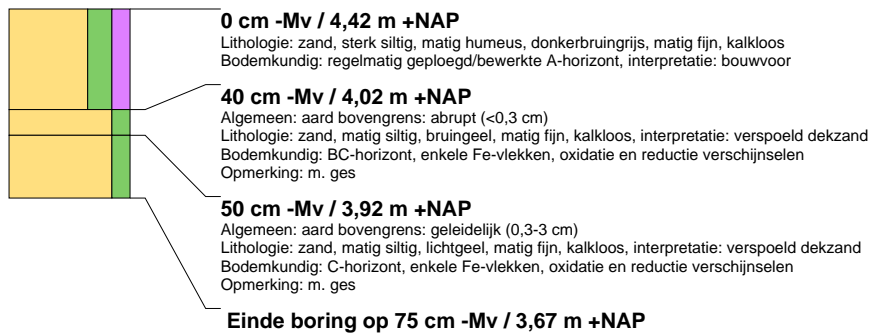 0 cm -Mv / 4,42 m +NAP
Lithologie: zand, sterk siltig, matig humeus, donkerbruingrijs, matig fijn, kalkloos
Bodemkundig: regelmatig geploegd/bewerkte A-horizont, interpretatie: bouwvoor
40 cm -Mv / 4,02 m +NAP
Algemeen: aard bovengrens: abrupt (<0,3 cm)
Lithologie: zand, matig siltig, bruingeel, matig fijn, kalkloos, interpretatie: verspoeld dekzand
Bodemkundig: BC-horizont, enkele Fe-vlekken, oxidatie en reductie verschijnselen
Opmerking: m. ges
50 cm -Mv / 3,92 m +NAP
Algemeen: aard bovengrens: geleidelijk (0,3-3 cm)
Lithologie: zand, matig siltig, lichtgeel, matig fijn, kalkloos, interpretatie: verspoeld dekzand
Bodemkundig: C-horizont, enkele Fe-vlekken, oxidatie en reductie verschijnselen
Opmerking: m. ges
Einde boring op 75 cm -Mv / 3,67 m +NAP